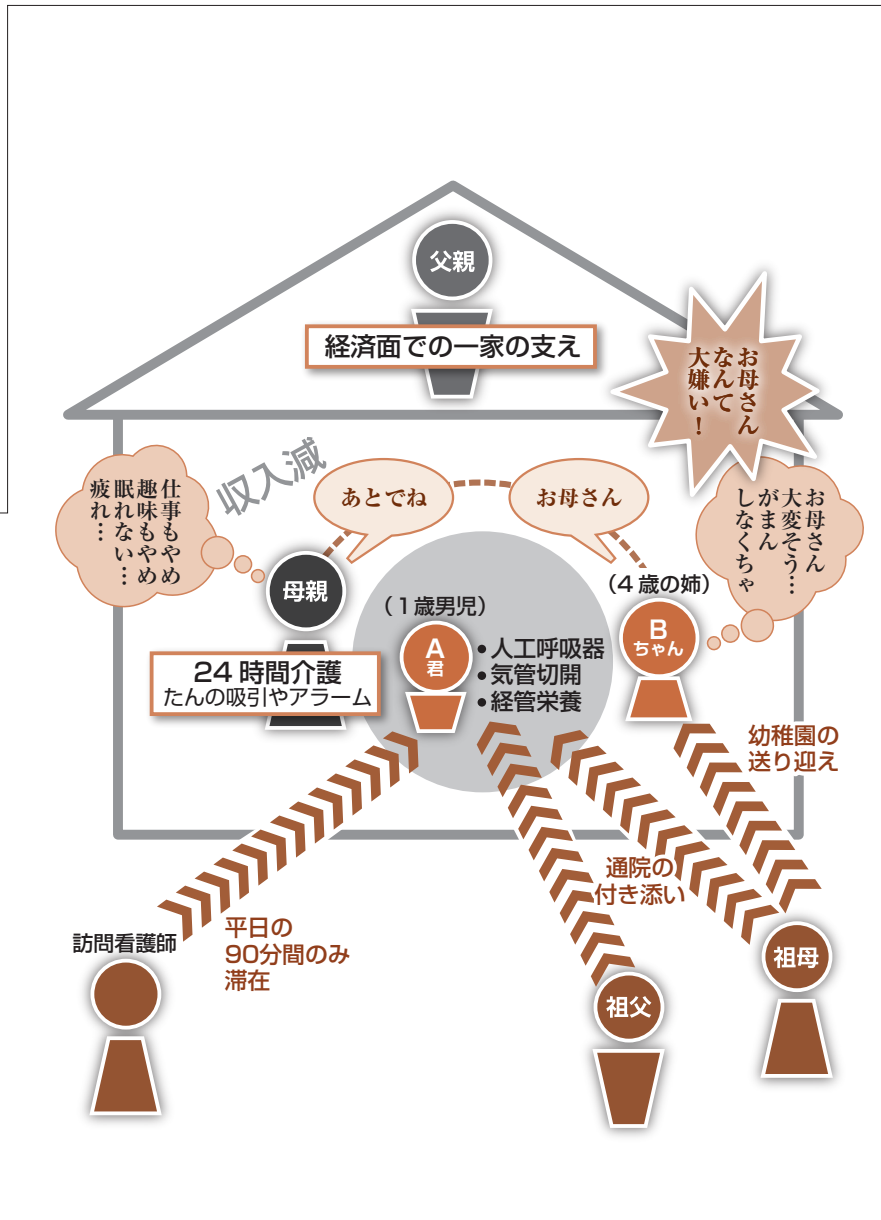 父親
経済面での一家の支え
お母さん
なんて
大嫌い！
収入減
仕事もやめ
趣味もやめ
眠れない…
疲れ…
あとでね
お母さん
お母さん
大変そう…
がまん
しなくちゃ
母親
24時間介護
たんの吸引やアラーム
（1歳男児）
A
君
•人工呼吸器
•気管切開
•経管栄養
（4歳の姉）
B
ちゃん
幼稚園の
送り迎え
通院の
付き添い
訪問看護師
平日の
90分間のみ
滞在
祖父
祖母